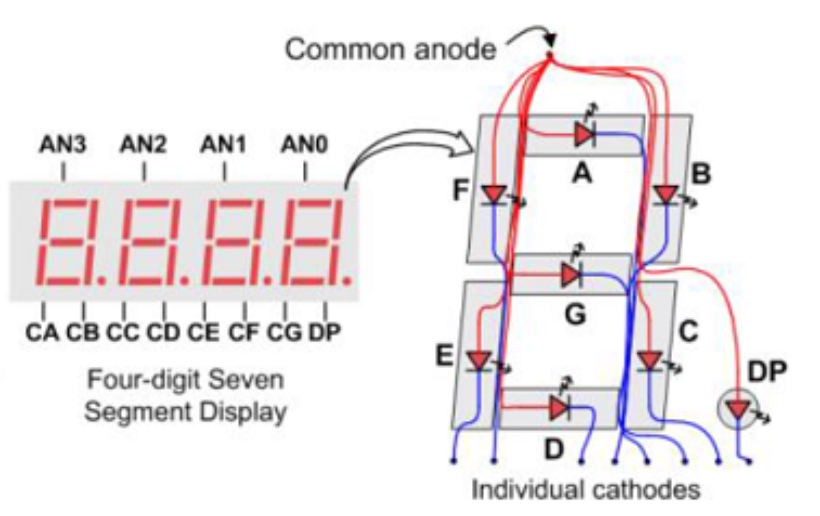 Common anode
AN3 AN2 AN1 AN0
A
F
B
G
CA CB CC CD CE CF CG DP
E
C
Four-digit Seven
Segment Display
DP
D
Individual cathodes